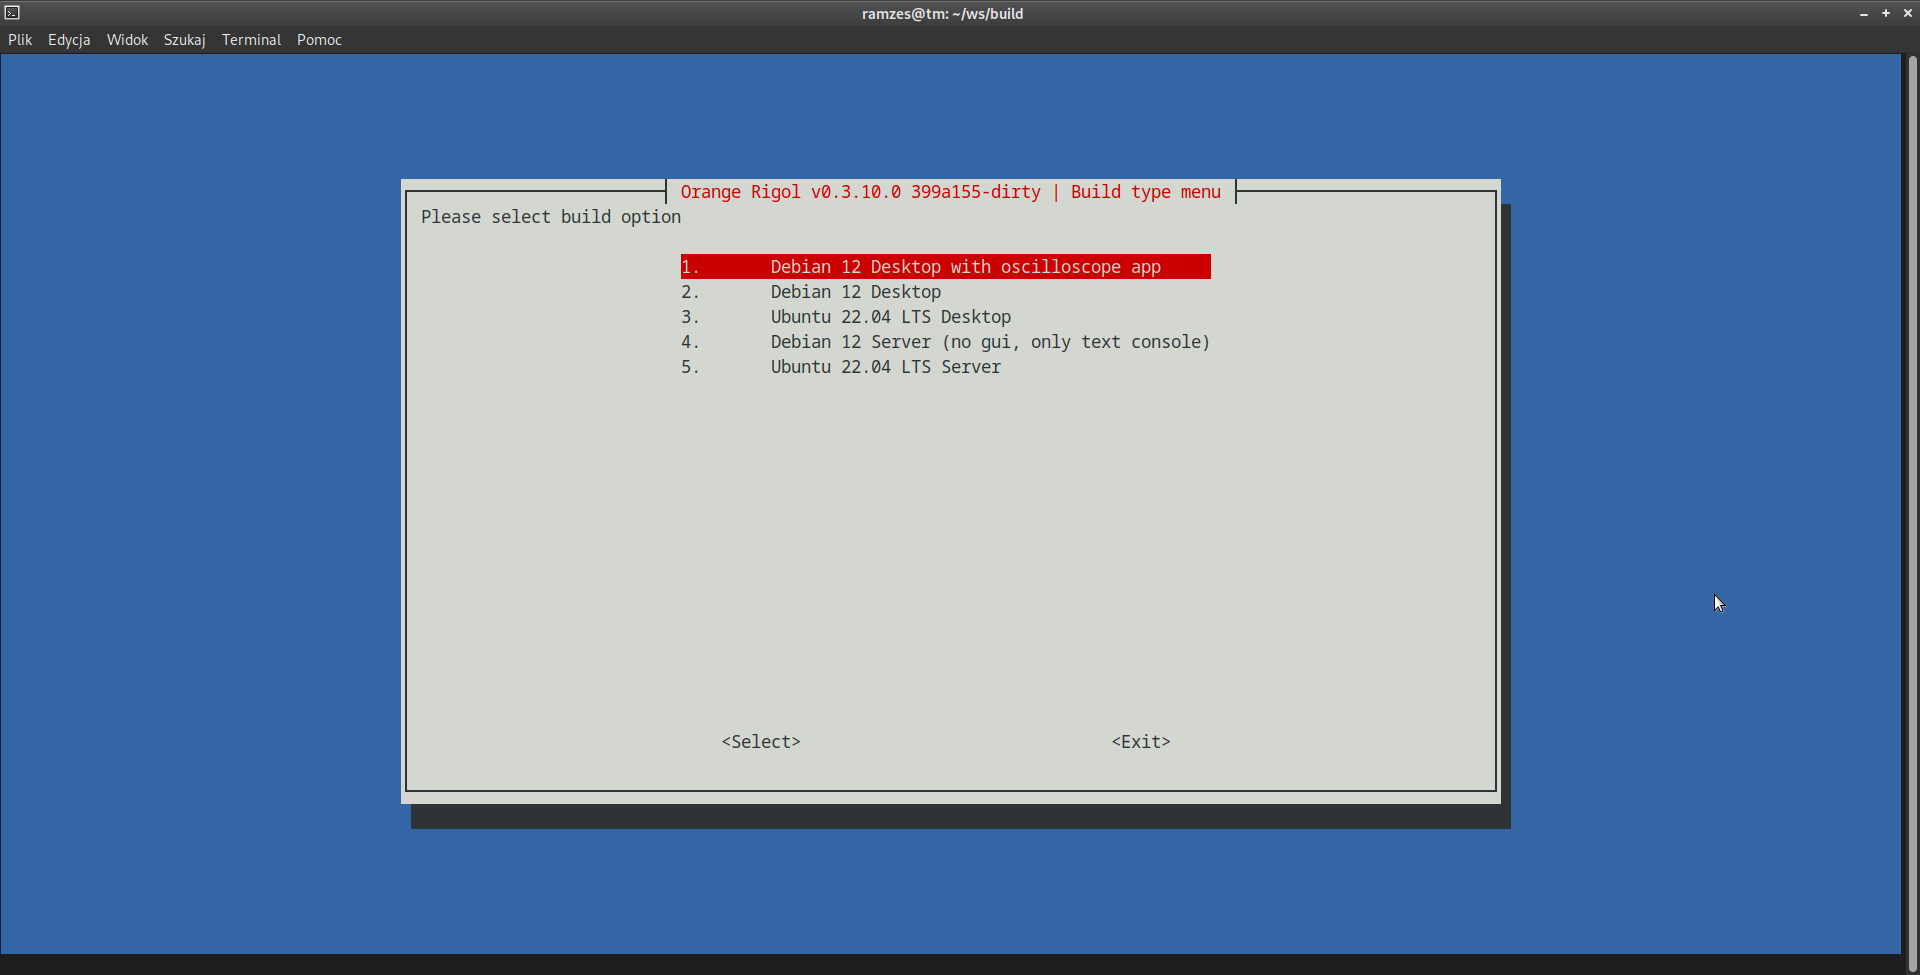 ramzes@tm: ~/ws/build
Plik Edycja Widok Szukaj Terminal Pomoc
Orange Rigol v0.3.10.0 399a155-dirty | Build type menu
Please select build option
1. Debian 12 Desktop with oscilloscope app
2. Debian 12 Desktop
3. Ubuntu 22.04 LTS Desktop
4. Debian 12 Server (no gui, only text console)
5. Ubuntu 22.04 LTS Server
<Select> <Exit>